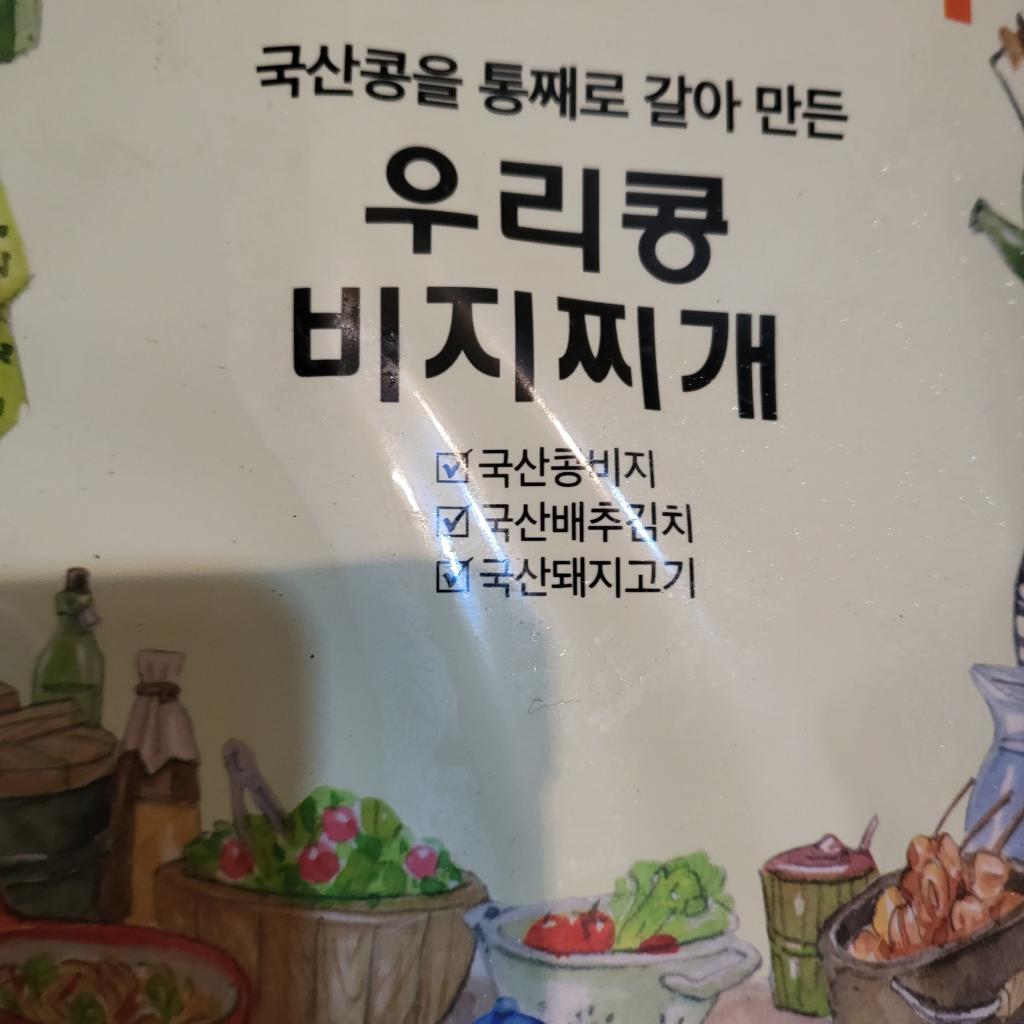 국산콩을 통째로 갈아 만든
우리콩
비지찌개
국산콩비지
국산배추김치
국산돼지고기